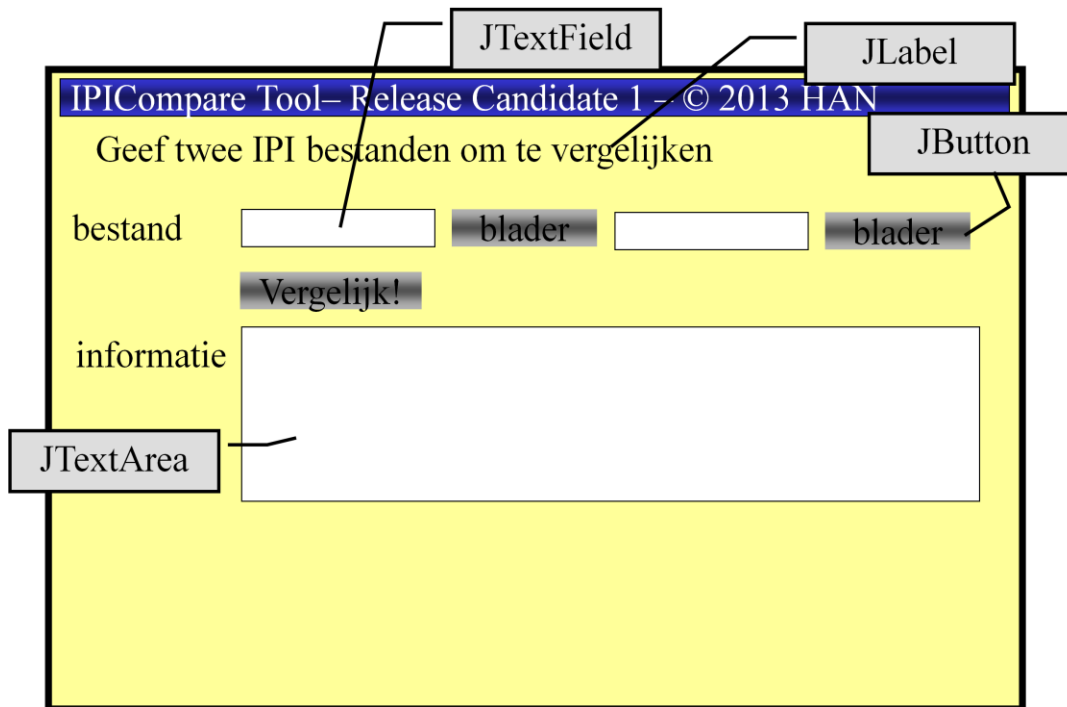 JTextField
JLabel
IPICompare Tool– Release Candidate 1 – © 2013 HAN
Geef twee IPI bestanden om te vergelijken
JButton
bestand
blader
blader
Vergelijk!
informatie
JTextArea